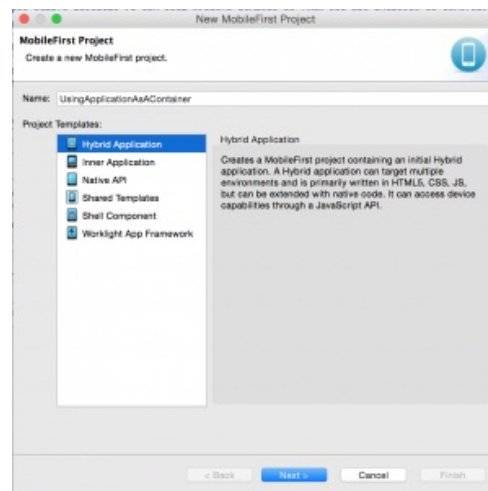 New MobileFirst Project
MobileFirst Project
Create a new MobileFirst project.
Name: UsingApplicationAsAContainer
Project Templates:
Hybrid Application
Inner Application
Native API
Shared Templates
Shell Component
Worklight App Framework
Hybrid Application
Creates a MobileFirst project containing an initial Hybrid
application. A Hybrid application can target multiple
environments and is primarily written in HTML5, CSS, JS,
but can be extended with native code. It can access device
capabilities through a JavaScript API.
< Back Next > Cancel Finish